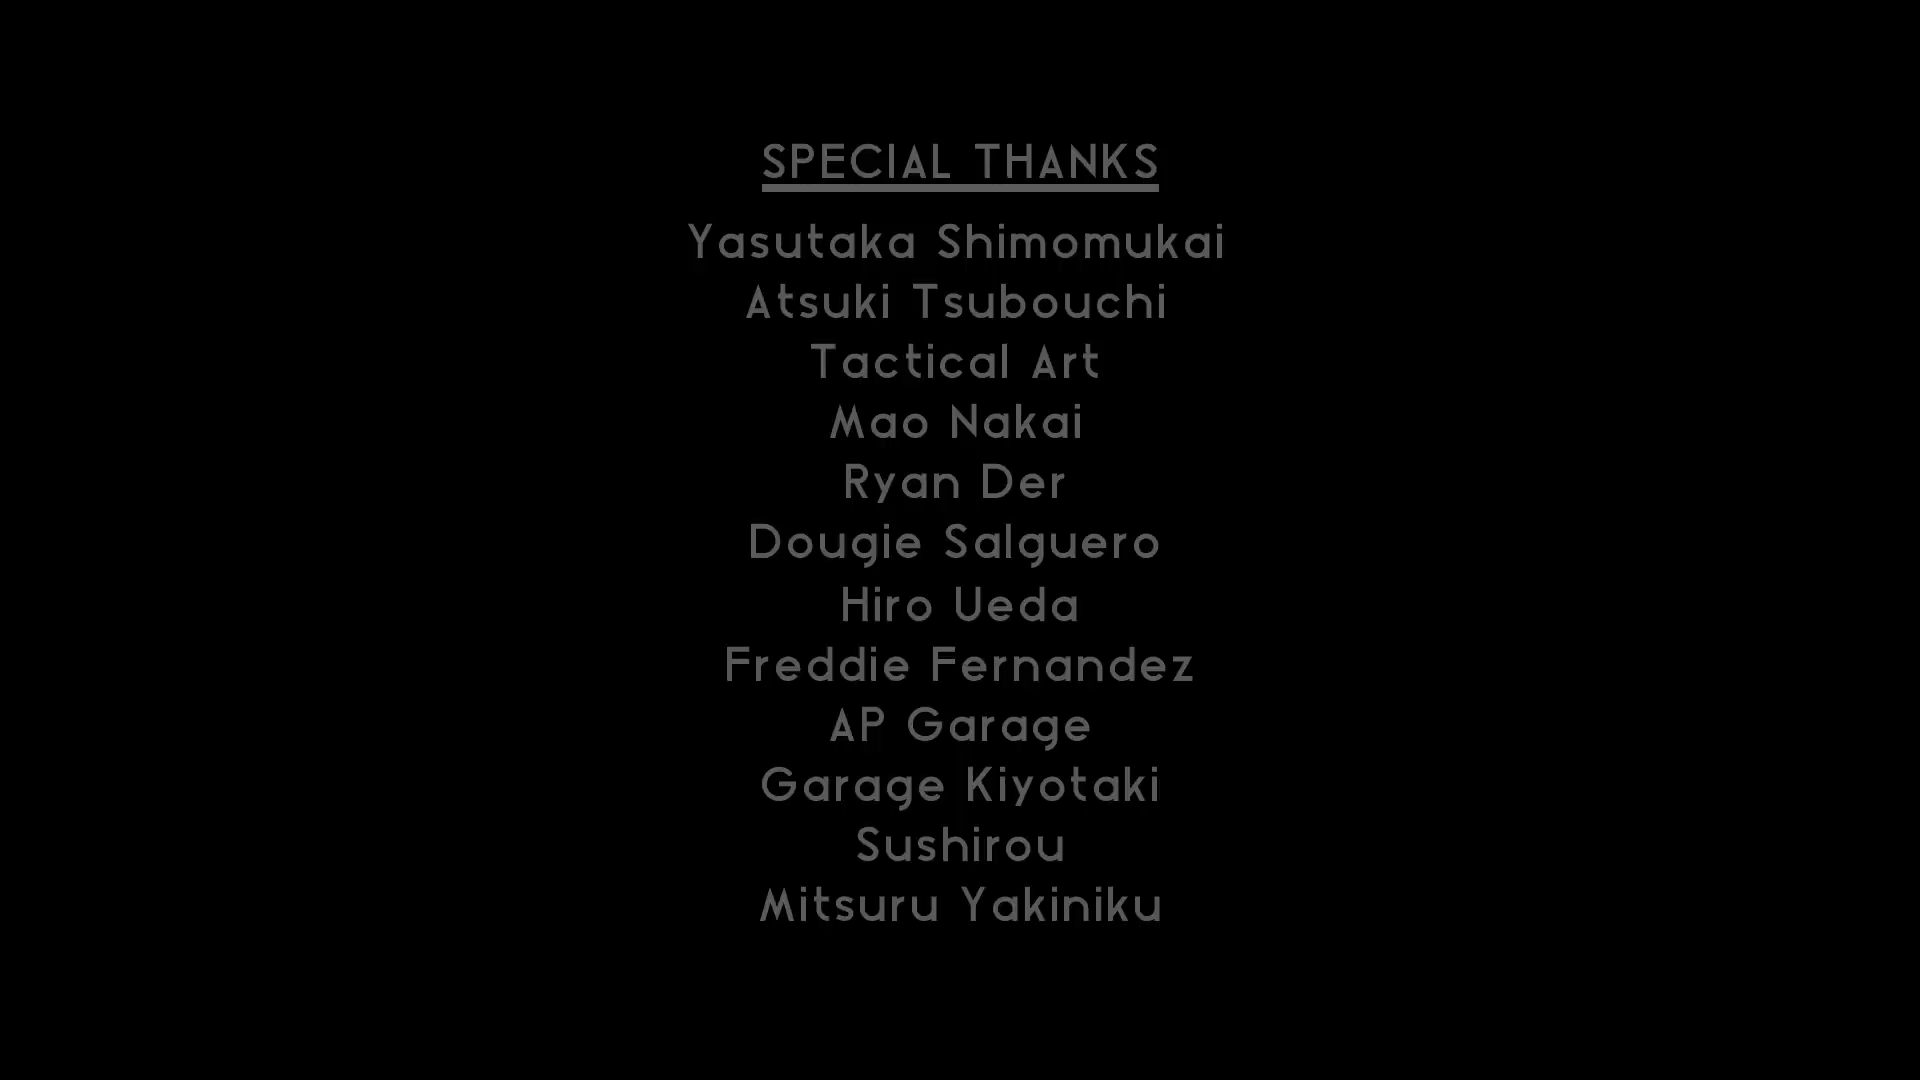 SPECIAL THANKS
Yasutaka Shimomukai
Atsuki Tsubouchi
Tactical Art
Mao Nakai
Ryan Der
Dougie Salguero
Hiro Ueda
Freddie Fernandez
AP Garage
Garage Kiyotaki
Sushirou
Mitsuru Yakiniku